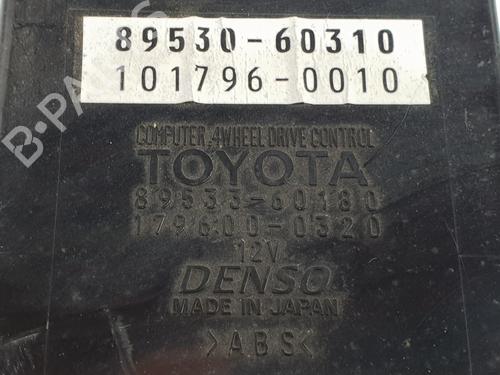 89530-60310
101796-0010
COMPUTER,4WHEEL DRIVE CONTROL
TOYOTA
89533-60180
179600-0320
12V
DENSO
MADE IN JAPAN
>ABS<
B-PARTS